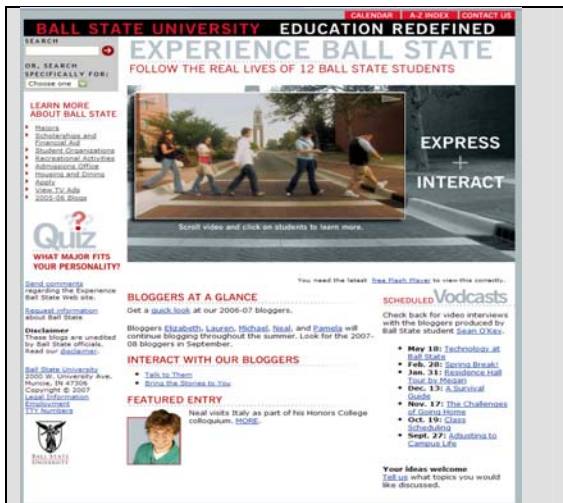 CALENDAR A-Z INDEX CONTACT US
BALL STATE UNIVERSITY EDUCATION REDEFINED
SEARCH
OR, SEARCH
SPECIFICALLY FOR:
Choose one
LEARN MORE
ABOUT BALL STATE
Majors
Scholarships and
Financial Aid
Student Organizations
Recreational Activities
Admissions Office
Housing and Dining
Apply
View TV Ads
2005-06 Blogs
Quiz
WHAT MAJOR FITS
YOUR PERSONALITY?
Send comments
regarding the Experience
Ball State Web site.
Request information
about Ball State
Disclaimer
These blogs are unedited
by Ball State officials.
Read our disclaimer.
Ball State University
2000 W. University Ave.
Muncie, IN 47306
Copyright © 2007
Legal Information
Employment
TTY Numbers
BALL STATE
UNIVERSITY
EXPERIENCE BALL STATE
FOLLOW THE REAL LIVES OF 12 BALL STATE STUDENTS
EXPRESS
+
INTERACT
Scroll video and click on students to learn more.
You need the latest free Flash Player to view this correctly.
BLOGGERS AT A GLANCE
Get a quick look at our 2006-07 bloggers.
Bloggers Elizabeth, Lauren, Michael, Neal, and Pamela will
continue blogging throughout the summer. Look for the 2007-
08 bloggers in September.
INTERACT WITH OUR BLOGGERS
Talk to Them
Bring the Stories to You
FEATURED ENTRY
Neal visits Italy as part of his Honors College
colloquium. MORE.
SCHEDULED Vodcasts
Check back for video interviews
with the bloggers produced by
Ball State student Sean O'Key.
May 18: Technology at
Ball State
Feb. 28: Spring Break!
Jan. 31: Residence Hall
Tour by Megan
Dec. 13: A Survival
Guide
Nov. 17: The Challenges
of Going Home
Oct. 19: Class
Scheduling
Sept. 27: Adjusting to
Campus Life
Your ideas welcome
Tell us what topics you would
like discussed.